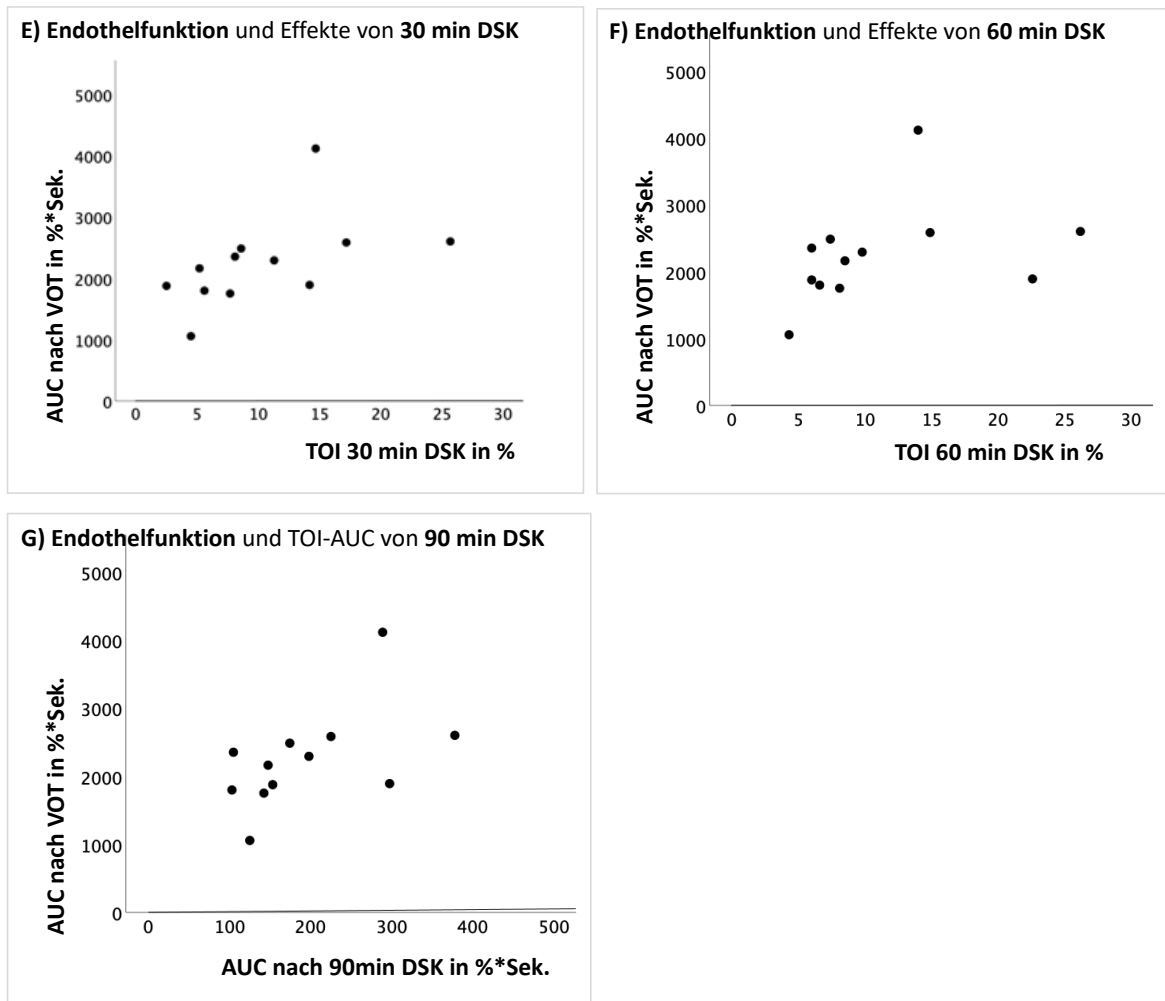 E) Endothelfunktion und Effekte von 30 min DSK
5000
4000
3000
2000
1000
0
AUC nach VOT in %*Sek.
0 5 10 15 20 25 30
TOI 30 min DSK in %
F) Endothelfunktion und Effekte von 60 min DSK
5000
4000
3000
2000
1000
0
AUC nach VOT in %*Sek.
0 5 10 15 20 25 30
TOI 60 min DSK in %
G) Endothelfunktion und TOI-AUC von 90 min DSK
5000
4000
3000
2000
1000
0
AUC nach VOT in %*Sek.
0 100 200 300 400 500
AUC nach 90min DSK in %*Sek.